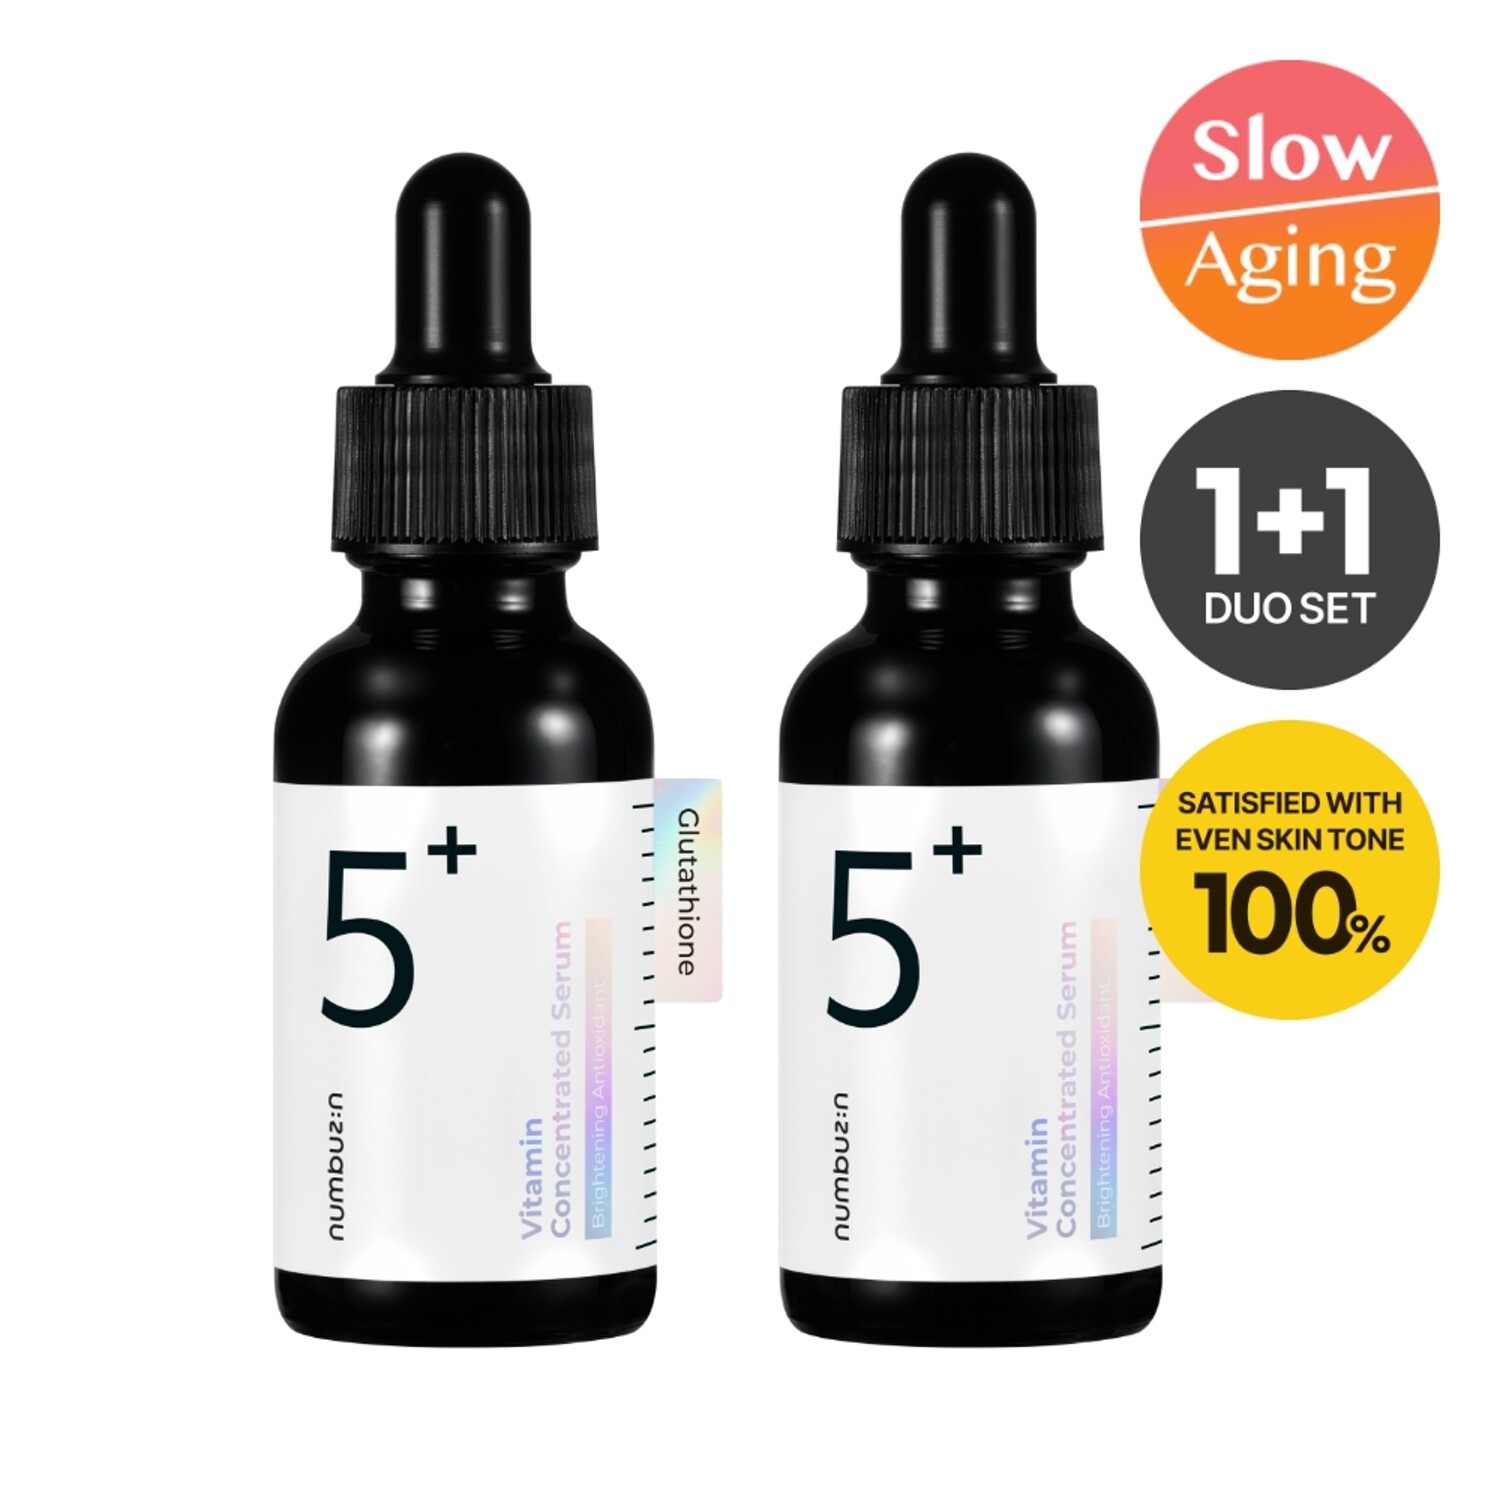 5+
numbuz:n
Vitamin
Concentrated Serum
Brightening Antioxidant
Glutathione
5+
numbuz:n
Vitamin
Concentrated Serum
Brightening Antioxidant
Slow
Aging
1+1
DUO SET
SATISFIED WITH
EVEN SKIN TONE
100%